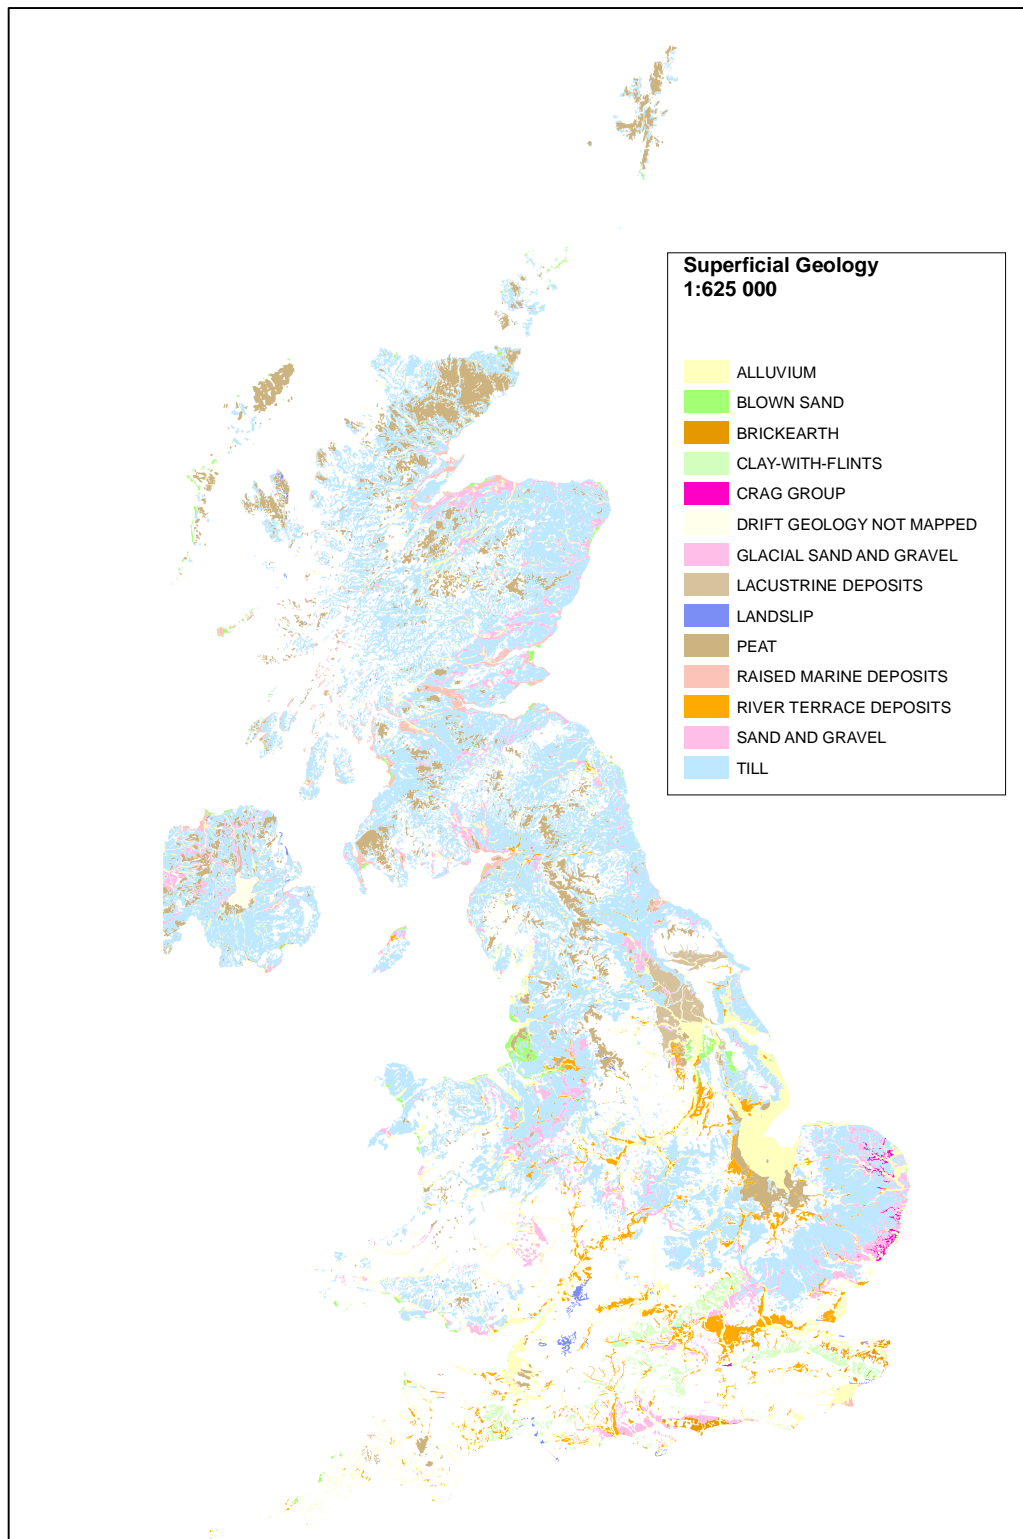 Superficial Geology
1:625 000
ALLUVIUM
BLOWN SAND
BRICKEARTH
CLAY-WITH-FLINTS
CRAG GROUP
DRIFT GEOLOGY NOT MAPPED
GLACIAL SAND AND GRAVEL
LACUSTRINE DEPOSITS
LANDSLIP
PEAT
RAISED MARINE DEPOSITS
RIVER TERRACE DEPOSITS
SAND AND GRAVEL
TILL